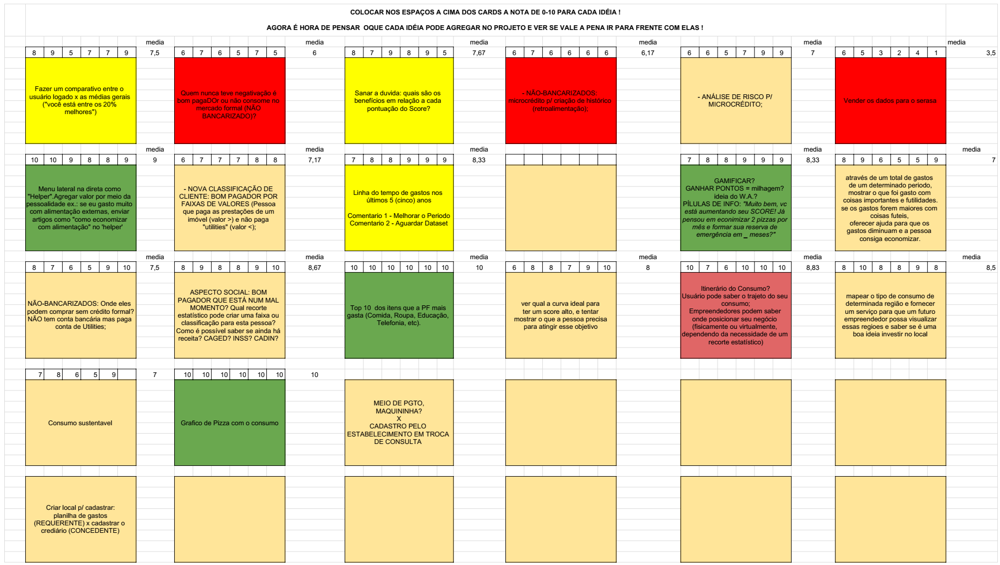 COLOCAR NOS ESPAÇOS A CIMA DOS CARDS A NOTA DE 0-10 PARA CADA IDÉIA !
AGORA É HORA DE PENSAR  OQUE CADA IDÉIA PODE AGREGAR NO PROJETO E VER SE VALE A PENA IR PARA FRENTE COM ELAS !
media media media media media media
8 9 5 7 7 9 7,5 6 7 6 5 7 5 6 8 7 9 8 9 5 7,67 6 7 6 6 6 6 6,17 6 6 5 7 9 9 7 6 5 3 2 4 1 3,5
Fazer um comparativo entre o
usuário logado x as médias gerais
("você está entre os 20%
melhores")
Quem nunca teve negativação é
bom pagaDOr ou não consome no
mercado formal (NÃO
BANCARIZADO)?
Sanar a duvida: quais são os
benefícios em relação a cada
pontuação do Score?
- NÃO-BANCARIZADOS:
microcrédito p/ criação de histórico
(retroalimentação);
- ANÁLISE DE RISCO P/
MICROCRÉDITO;
Vender os dados para o serasa
media media media media media
10 10 9 8 8 9 9 6 7 7 7 8 8 7,17 7 8 8 9 9 9 8,33 7 8 8 9 9 9 8,33 8 9 6 5 5 9 7
Menu lateral na direta como
"Helper".Agregar valor por meio da
pessoalidade ex.: se eu gasto muito
com alimentação externas, enviar
artigos como "como economizar
com alimentação" no 'helper'
- NOVA CLASSIFICAÇÃO DE
CLIENTE: BOM PAGADOR POR
FAIXAS DE VALORES (Pessoa
que paga as prestações de um
imóvel (valor >) e não paga
"utilities" (valor <);
Linha do tempo de gastos nos
últimos 5 (cinco) anos
Comentario 1 - Melhorar o Periodo
Comentario 2 - Aguardar Dataset
GAMIFICAR?
GANHAR PONTOS = milhagem?
ideia do W.A.?
PÍLULAS DE INFO: "Muito bem, vc
está aumentando seu SCORE! Já
pensou em econimizar 2 pizzas por
mês e formar sua reserva de
emergência em _ meses?"
através de um total de gastos
de um determinado periodo,
mostrar o que foi gasto com
coisas importantes e futilidades.
se os gastos forem maiores com
coisas futeis,
oferecer ajuda para que os
gastos diminuam e a pessoa
consiga economizar.
media media media media media media
8 7 6 5 9 10 7,5 8 9 8 8 9 10 8,67 10 10 10 10 10 10 10 6 8 8 7 9 10 8 10 7 6 10 10 10 8,83 8 10 8 8 9 8 8,5
NÃO-BANCARIZADOS: Onde eles
podem comprar sem crédito formal?
NÃO tem conta bancária mas paga
conta de Utilities;
ASPECTO SOCIAL: BOM
PAGADOR QUE ESTÁ NUM MAL
MOMENTO? Qual recorte
estatístico pode criar uma faixa ou
classificação para esta pessoa?
Como é possível saber se ainda há
receita? CAGED? INSS? CADIN?
Top 10  dos itens que a PF mais
gasta (Comida, Roupa, Educação,
Telefonia, etc).
ver qual a curva ideal para
ter um score alto, e tentar
mostrar o que a pessoa precisa
para atingir esse objetivo
Itinerário do Consumo?
Usuário pode saber o trajeto do seu
consumo;
Empreendedores podem saber
onde posicionar seu negócio
(fisicamente ou virtualmente,
dependendo da necessidade de um
recorte estatístico)
mapear o tipo de consumo de
determinada região e fornecer
um serviço para que um futuro
empreendedor possa visualizar
essas regioes e saber se é uma
boa ideia investir no local
7 8 6 5 9 7 10 10 10 10 10 10 10
Consumo sustentavel
Grafico de Pizza com o consumo
MEIO DE PGTO,
MAQUININHA?
X
CADASTRO PELO
ESTABELECIMENTO EM TROCA
DE CONSULTA
Criar local p/ cadastrar:
planilha de gastos
(REQUERENTE) x cadastrar o
crediário (CONCEDENTE)